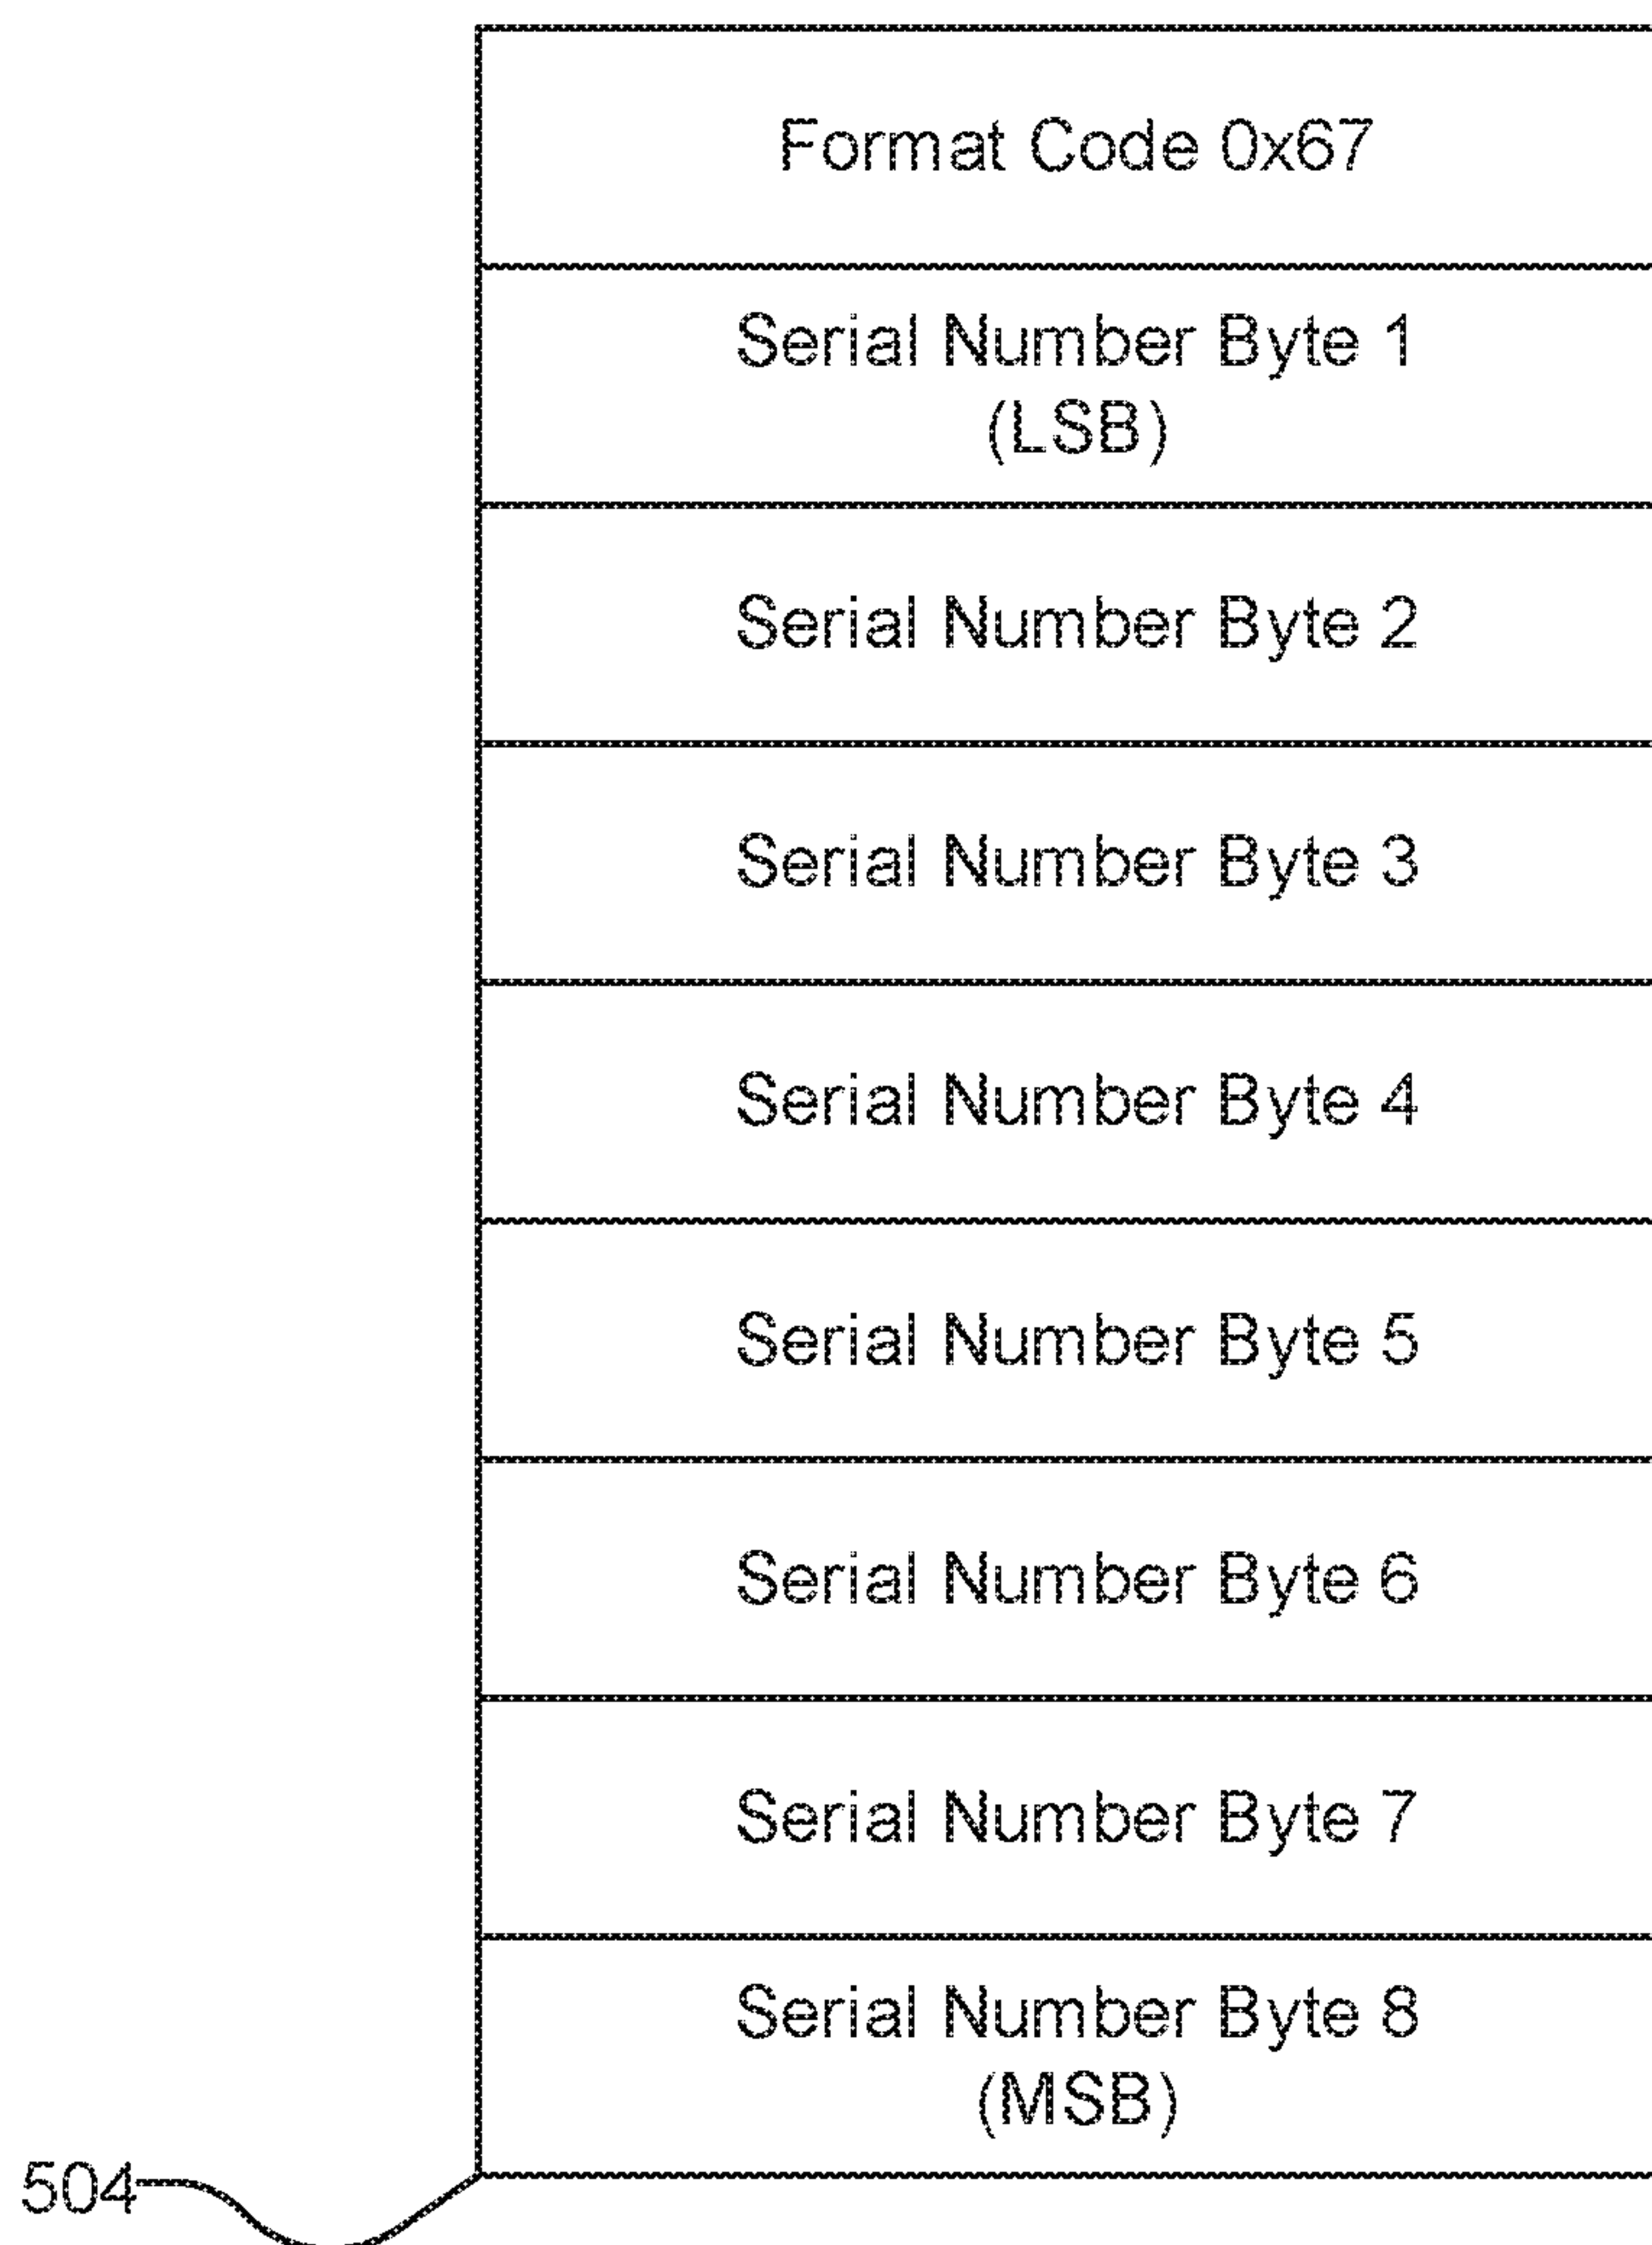 Format Code 0x67
Serial Number Byte 1
(LSB)
Serial Number Byte 2
Serial Number Byte 3
Serial Number Byte 4
Serial Number Byte 5
Serial Number Byte 6
Serial Number Byte 7
Serial Number Byte 8
(MSB)
504